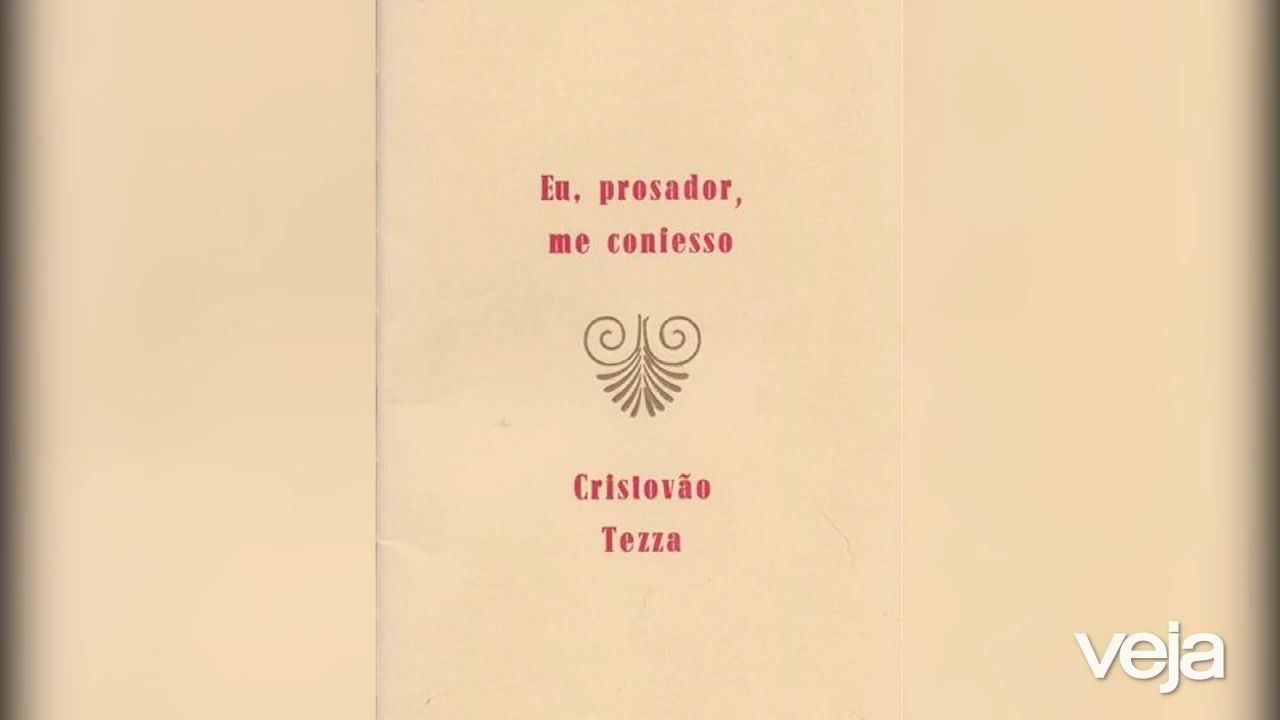 Eu, prosador,
me confesso
Cristovão
Tezza
veja